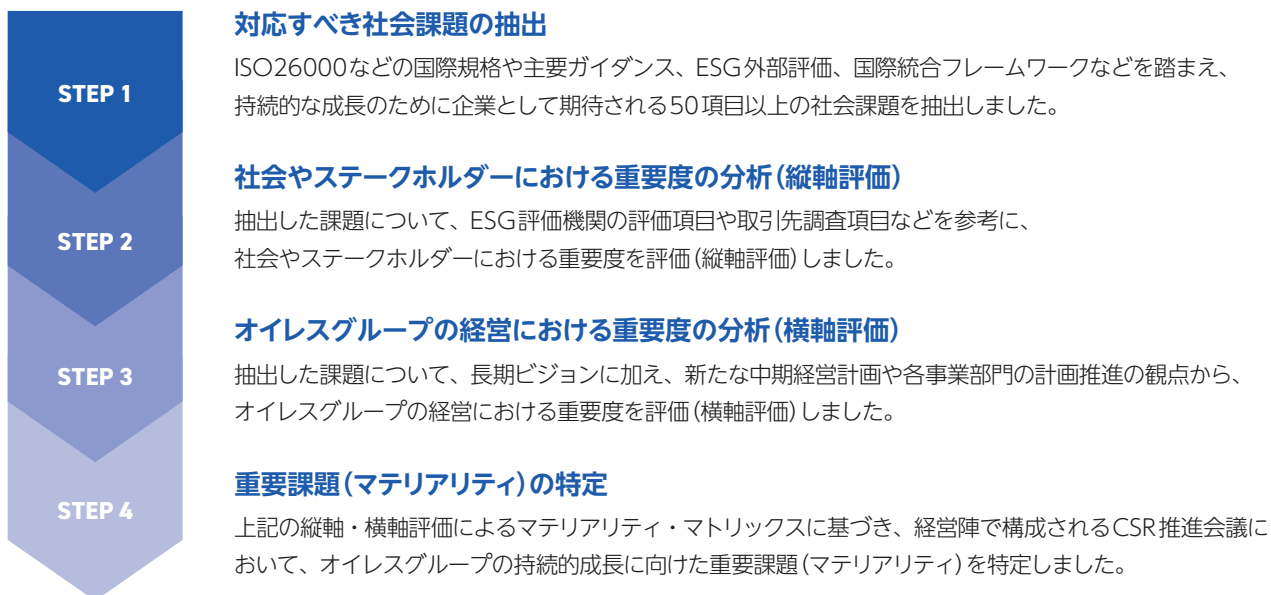 STEP 1
対応すべき社会課題の抽出
ISO26000などの国際規格や主要ガイダンス、ESG外部評価、国際統合フレームワークなどを踏まえ、
持続的な成長のために企業として期待される50項目以上の社会課題を抽出しました。
STEP 2
社会やステークホルダーにおける重要度の分析(縦軸評価)
抽出した課題について、ESG評価機関の評価項目や取引先調査項目などを参考に、
社会やステークホルダーにおける重要度を評価(縦軸評価)しました。
STEP 3
オイレスグループの経営における重要度の分析(横軸評価)
抽出した課題について、長期ビジョンに加え、新たな中期経営計画や各事業部門の計画推進の観点から、
オイレスグループの経営における重要度を評価(横軸評価)しました。
STEP 4
重要課題(マテリアリティ)の特定
上記の縦軸・横軸評価によるマテリアリティ・マトリックスに基づき、経営陣で構成されるCSR推進会議に
おいて、オイレスグループの持続的成長に向けた重要課題(マテリアリティ)を特定しました。